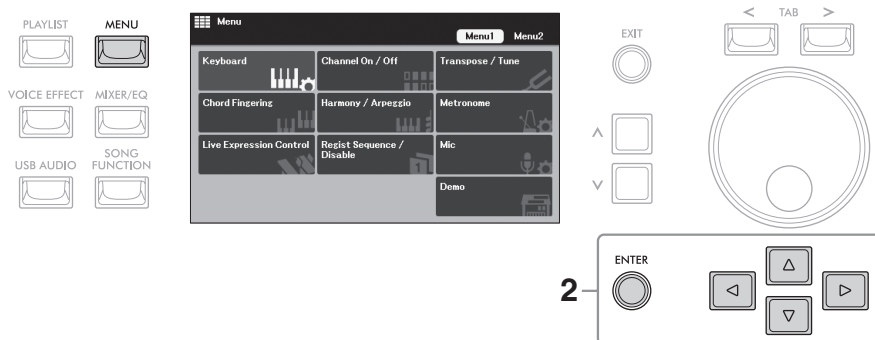 PLAYLIST
MENU
VOICE EFFECT
MIXER/EQ
USB AUDIO
SONG
FUNCTION
Menu
Menu1 Menu2
Keyboard
Channel On / Off
Transpose / Tune
Chord Fingering
Harmony / Arpeggio
Metronome
Live Expression Control
Regist Sequence /
Disable
Mic
Demo
< TAB >
EXIT
2
ENTER